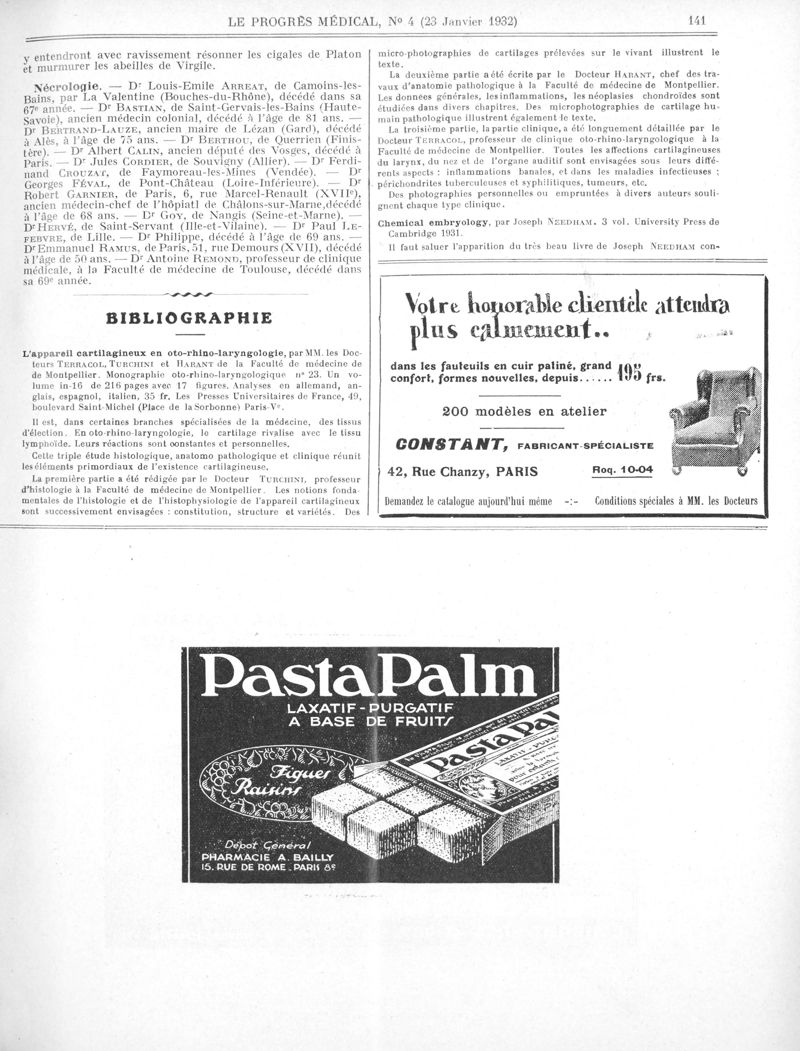 LE PROGRÈS MÉDICAL, No 4 (23 Janvier 1932)
141
y entendront avec ravissement résonner les cigales de Platon
et murmurer les abeilles de Virgile.
Nécrologie. — Dr Louis-Emile ARREAT, de Camoins-les-
Bains, par La Valentine (Bouches-du-Rhône), décédé dans sa
67e année. — Dr BASTIAN, de Saint-Gervais-les-Bains (Haute-
Savoie), ancien médecin colonial, décédé à l'âge de 81 ans. —
Dr BERTRAND-LAUZE, ancien maire de Lézan (Gard), décédé
à Alès, à l'âge de 75 ans. — Dr BERTHOU, de Querrien (Finis-
tère). — Dr Albert CALIN, ancien député des Vosges, décédé à
Paris. — Dr Jules CORDIER, de Souvigny (Allier). — Dr Ferdi-
nand CROUZAT, de Faymoreau-les-Mines (Vendée). — Dr
Georges FÉVAL, de Pont-Château (Loire-Inférieure). — Dr
Robert GARNIER, de Paris, 6, rue Marcel-Renault (XVIIe),
ancien médecin-chef de l'hôpiatl de Châlons-sur-Marne,décédé
à l'âge de 68 ans. — Dr GOY, de Nangis (Seine-et-Marne). —
Dr HERVÉ, de Saint-Servant (Ille-et-Vilaine). — Dr Paul LE-
FEBVRE, de Lille. — Dr Philippe, décédé à l'âge de 69 ans. —
Dr Emmanuel RAMUS, de Paris, 51, rue Demours (XVII), décédé
à l'âge de 50 ans. — Dr Antoine REMOND, professeur de clinique
médicale, à la Faculté de médecine de Toulouse, décédé dans
sa 69e année.
BIBLIOGRAPHIE
L'appareil cartilagineux en oto-rhino-laryngologie, par MM. les Doc-
teurs TERRACOL, TURCHINI et HARANT de la Faculté de médecine de
de Montpellier. Monographie oto-rhino-laryngologique no 23. Un vo-
lume in-16 de 216 pages avec 17 figures. Analyses en allemand, an-
glais, espagnol, italien, 35 fr. Les Presses Universitaires de France, 49,
boulevard Saint-Michel (Place de la Sorbonne) Paris-Ve.
Il est, dans certaines branches spécialisées de la médecine, des tissus
d'élection. En oto-rhino-laryngologie, le cartilage rivalise avec le tissu
lymphoïde. Leurs réactions sont constantes et personnelles.
Cette triple étude histologique, anatomo pathologique et clinique réunit
les éléments primordiaux de l'existence cartilagineuse.
La première partie a été rédigée par le Docteur TURCHINI, professeur
d'histologie à la Faculté de médecine de Montpellier. Les notions fonda-
mentales de l'histologie et de l'histophysiologie de l'appareil cartilagineux
sont successivement envisagées : constitution, structure et variétés. Des
micro-photographies de cartilages prélevées sur le vivant illustrent le
texte.
La deuxième partie a été écrite par le Docteur HARANT, chef des tra-
vaux d'anatomie pathologique à la Faculté de médecine de Montpellier.
Les données générales, les inflammations, les néoplasies chondroïdes sont
étudiées dans divers chapitres. Des microphotographies de cartilage hu-
main pathologique illustrent également le texte.
La troisième partie, la partie clinique, a été longuement détaillée par le
Docteur TERRACOL, professeur de clinique oto-rhino-laryngologique à la
Faculté de médecine de Montpellier. Toutes les affections cartilagineuses
du larynx, du nez et de l'organe auditif sont envisagés sous leurs diffé-
rents aspects : inflammations banales, et dans les maladies infectieuses ;
périchondrites tuberculeuses et syphilitiques, tumeurs, etc.
Des photographies personnelles ou empruntées à divers auteurs souli-
gnent chaque type clinique.
Chemical embryology, par Joseph NEEDHAM. 3 vol. University Press de
Cambridge 1931.
Il faut saluer l'apparition du très beau livre de Joseph NEEDHAM con-
Votre honorable clientèle attendra
plus calmement..
dans les fauteuils en cuir patiné, grand
confort, formes nouvelles, depuis...... 195 frs.
200 modèles en atelier
CONSTANT, FABRICANT-SPÉCIALISTE
42, Rue Chanzy, PARIS Roq. 10-04
Demandez le catalogue aujourd'hui même -:- Conditions spéciales à MM. les Docteurs
Pasta Palm
LAXATIF - PURGATIF
A BASE DE FRUITS
Figues
Raisins
Pasta Pal
Dépot Général
PHARMACIE A. BAILLY
15. RUE DE ROME . PARIS 8e